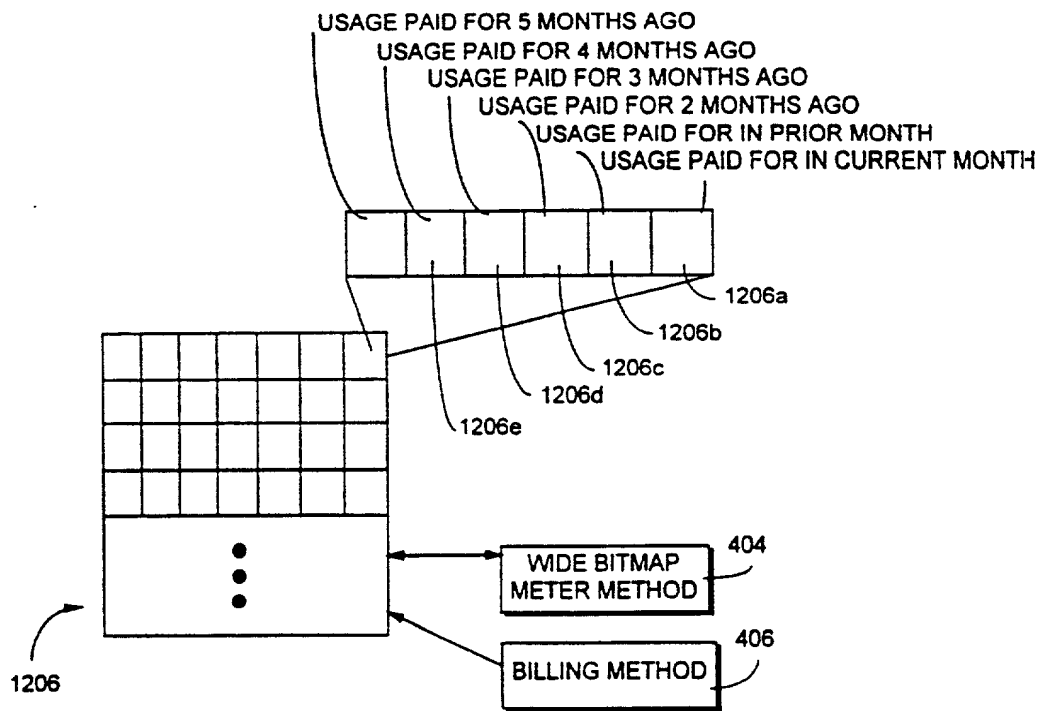 USAGE PAID FOR 5 MONTHS AGO
USAGE PAID FOR 4 MONTHS AGO
USAGE PAID FOR 3 MONTHS AGO
USAGE PAID FOR 2 MONTHS AGO
USAGE PAID FOR IN PRIOR MONTH
USAGE PAID FOR IN CURRENT MONTH
1206a
1206b
1206c
1206d
1206e
404
WIDE BITMAP
METER METHOD
406
BILLING METHOD
1206